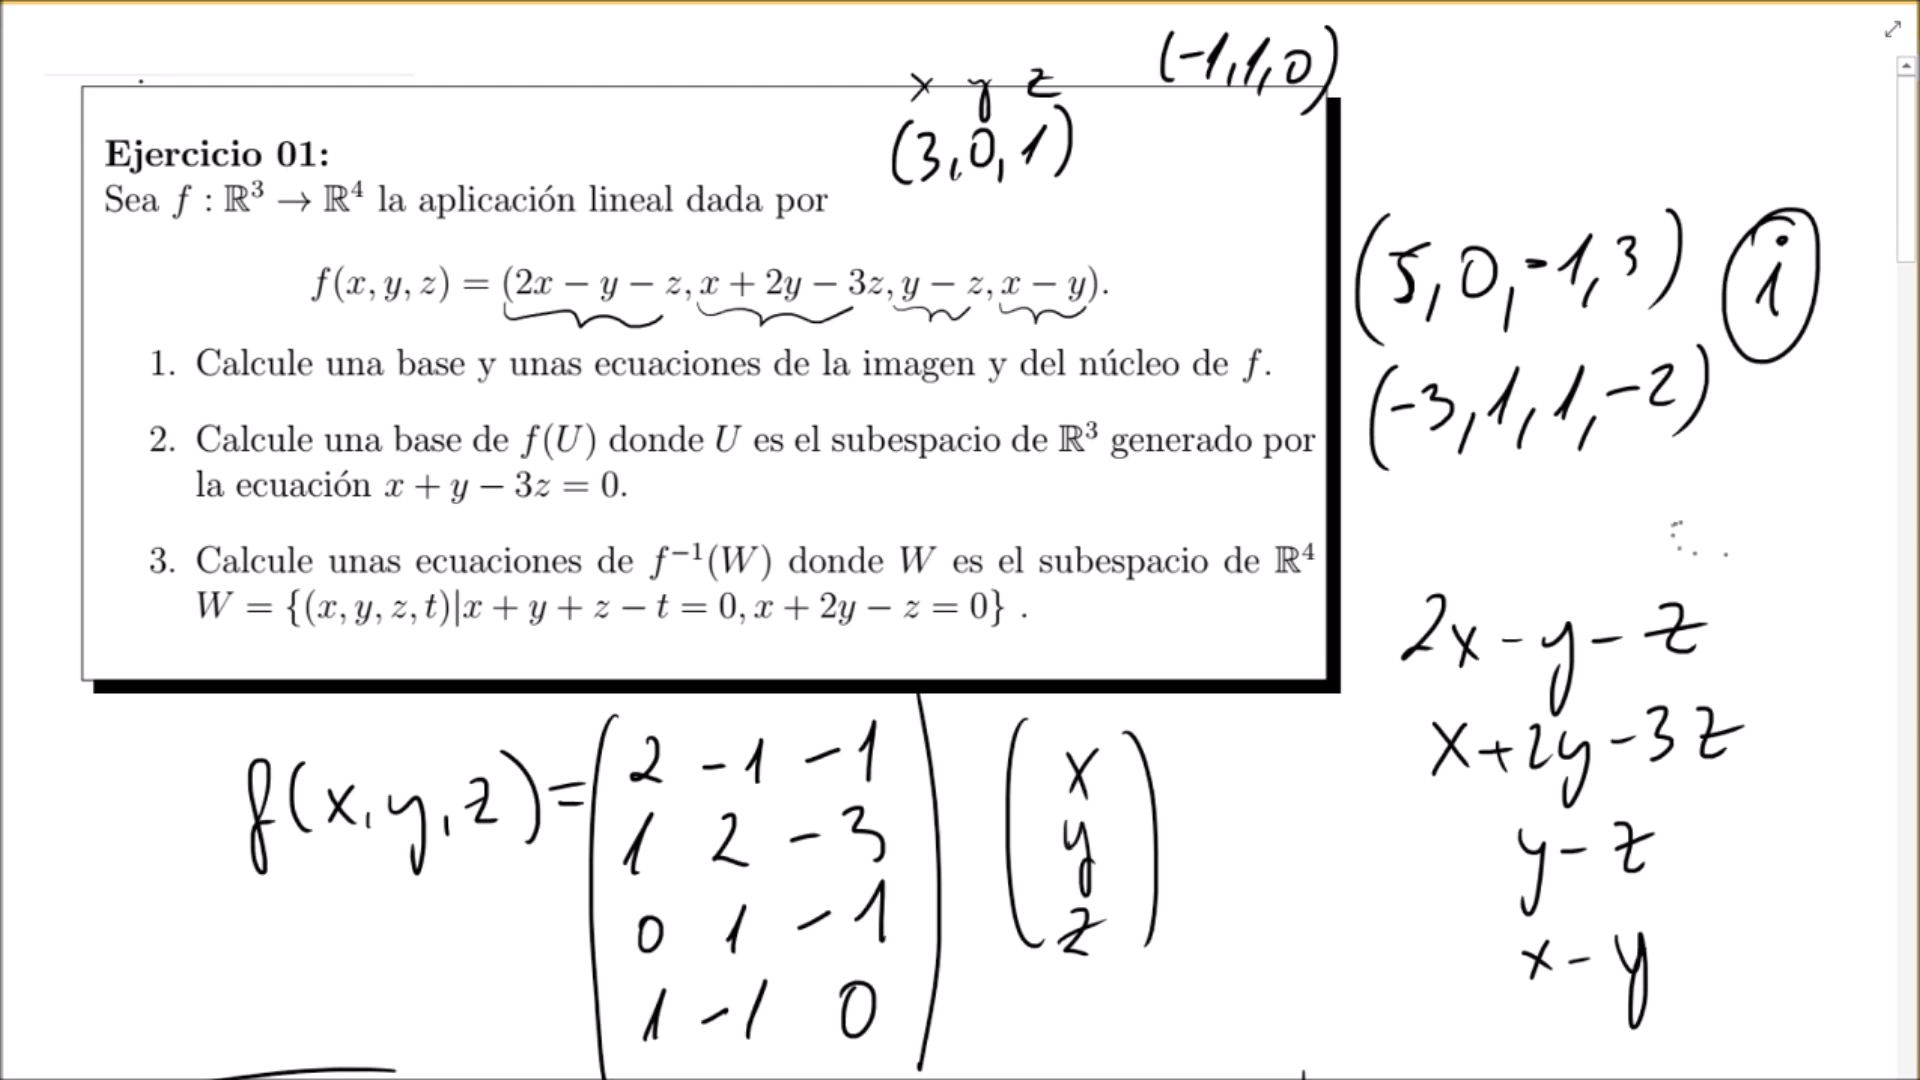 x y z
(-1,1,0)
(3,0,1)
Ejercicio 01:
Sea f : ℝ³ → ℝ⁴ la aplicación lineal dada por
f(x, y, z) = (2x − y − z, x + 2y − 3z, y − z, x − y).
1. Calcule una base y unas ecuaciones de la imagen y del núcleo de f.
2. Calcule una base de f(U) donde U es el subespacio de ℝ³ generado por
la ecuación x + y − 3z = 0.
3. Calcule unas ecuaciones de f⁻¹(W) donde W es el subespacio de ℝ⁴
W = {(x, y, z, t)|x + y + z − t = 0, x + 2y − z = 0} .
(5,0,-1,3) i
(-3,1,1,-2)
2x-y-z
x+2y-3z
y-z
x-y
f(x,y,z)=
2 -1 -1
1 2 -3
0 1 -1
1 -1 0
x
y
z